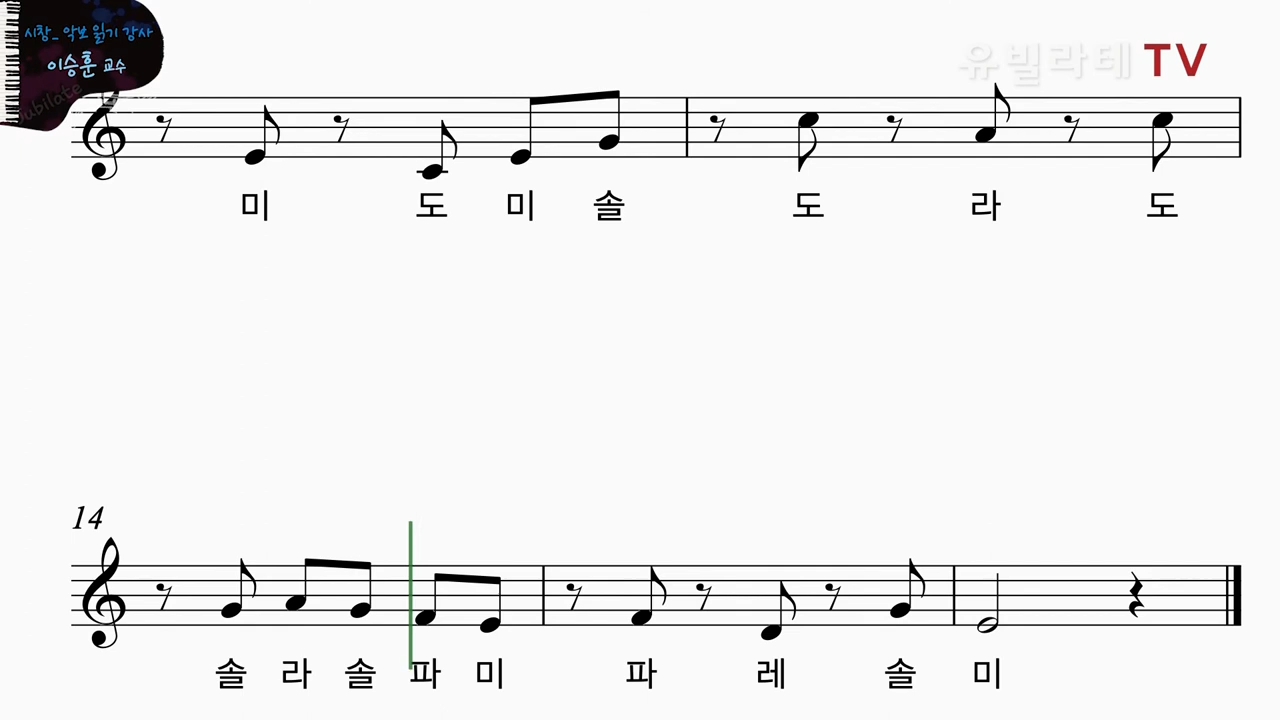 시창_ 악보 읽기 강사
이승훈 교수
Jubilate
유빌라테 TV
미 도 미 솔 도 라 도
14
솔 라 솔 파 미 파 레 솔 미